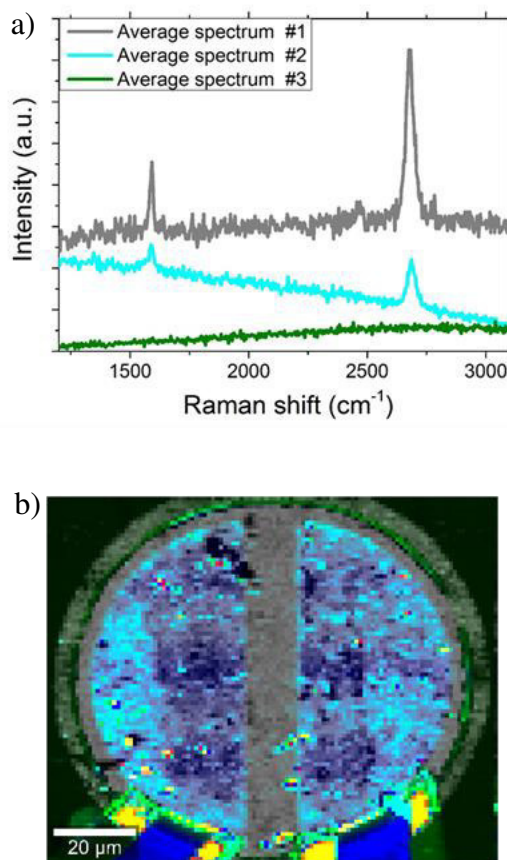 a)
Average spectrum #1
Average spectrum #2
Average spectrum #3
Intensity (a.u.)
1500 2000 2500 3000
Raman shift (cm⁻¹)
b)
20 µm